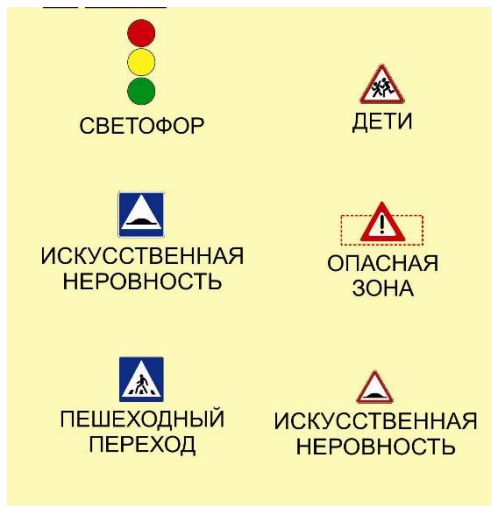 СВЕТОФОР
ДЕТИ
ИСКУССТВЕННАЯ
НЕРОВНОСТЬ
ОПАСНАЯ
ЗОНА
ПЕШЕХОДНЫЙ
ПЕРЕХОД
ИСКУССТВЕННАЯ
НЕРОВНОСТЬ